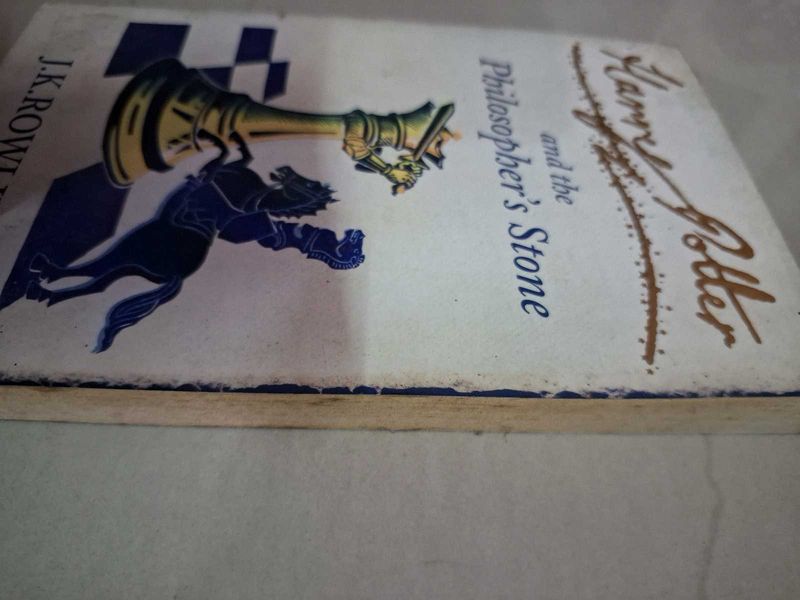 Harry Potter
and the
Philosopher's Stone
J.K.ROWL